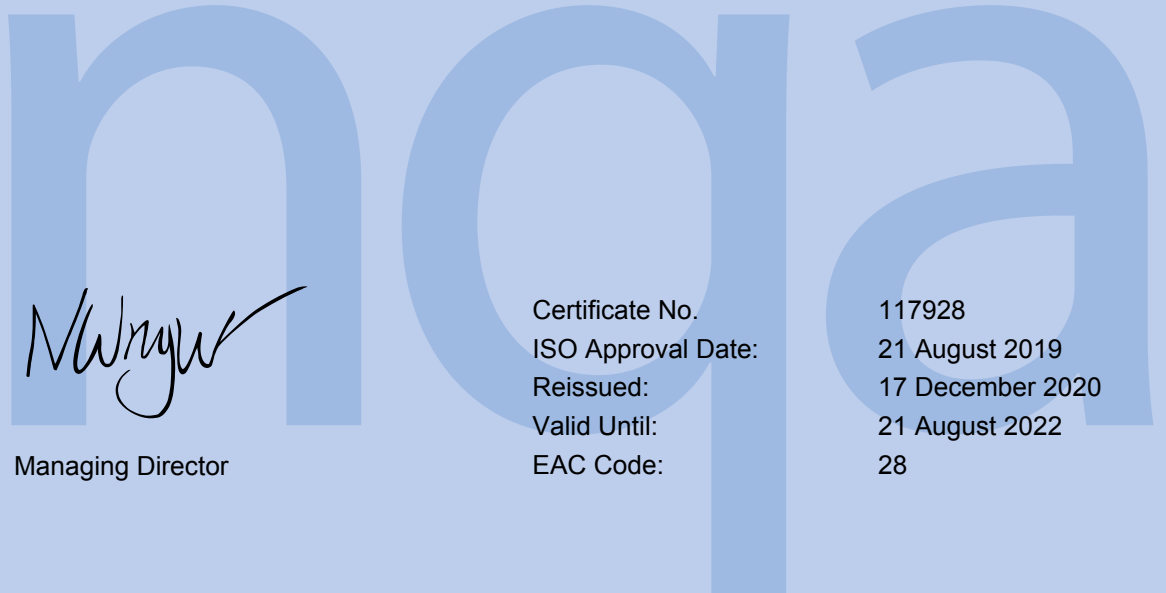 nqa
Certificate No. 117928
ISO Approval Date: 21 August 2019
Reissued: 17 December 2020
Valid Until: 21 August 2022
Managing Director
EAC Code: 28